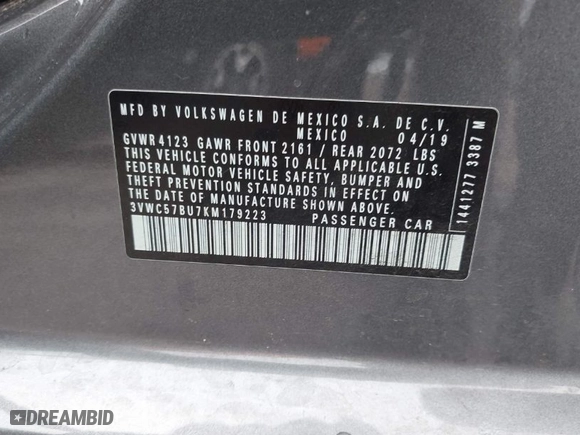 MFD BY VOLKSWAGEN DE MEXICO S.A. DE C.V.
MEXICO 04/19
GVWR 4123 GAWR FRONT 2161 / REAR 2072 LBS
THIS VEHICLE CONFORMS TO ALL APPLICABLE U.S.
FEDERAL MOTOR VEHICLE SAFETY, BUMPER AND
THEFT PREVENTION STANDARDS IN EFFECT ON
THE DATE OF MANUFACTURE SHOWN ABOVE.
3VWC57BU7KM179223 PASSENGER CAR
1441277 3387 M
DREAMBID